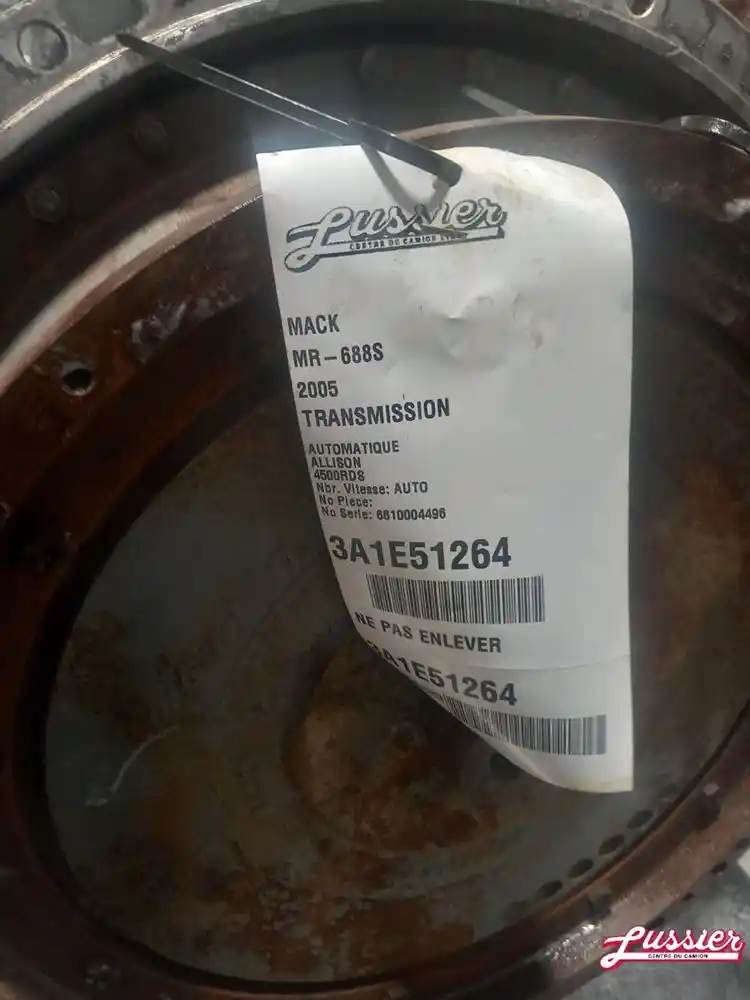 Lussier
CENTRE DU CAMION
MACK
MR-688S
2005
TRANSMISSION
AUTOMATIQUE
ALLISON
4500RDS
Nbr. Vitesse: AUTO
No Piece:
No Serie: 6610004496
3A1E51264
NE PAS ENLEVER
3A1E51264
Lussier
CENTRE DU CAMION